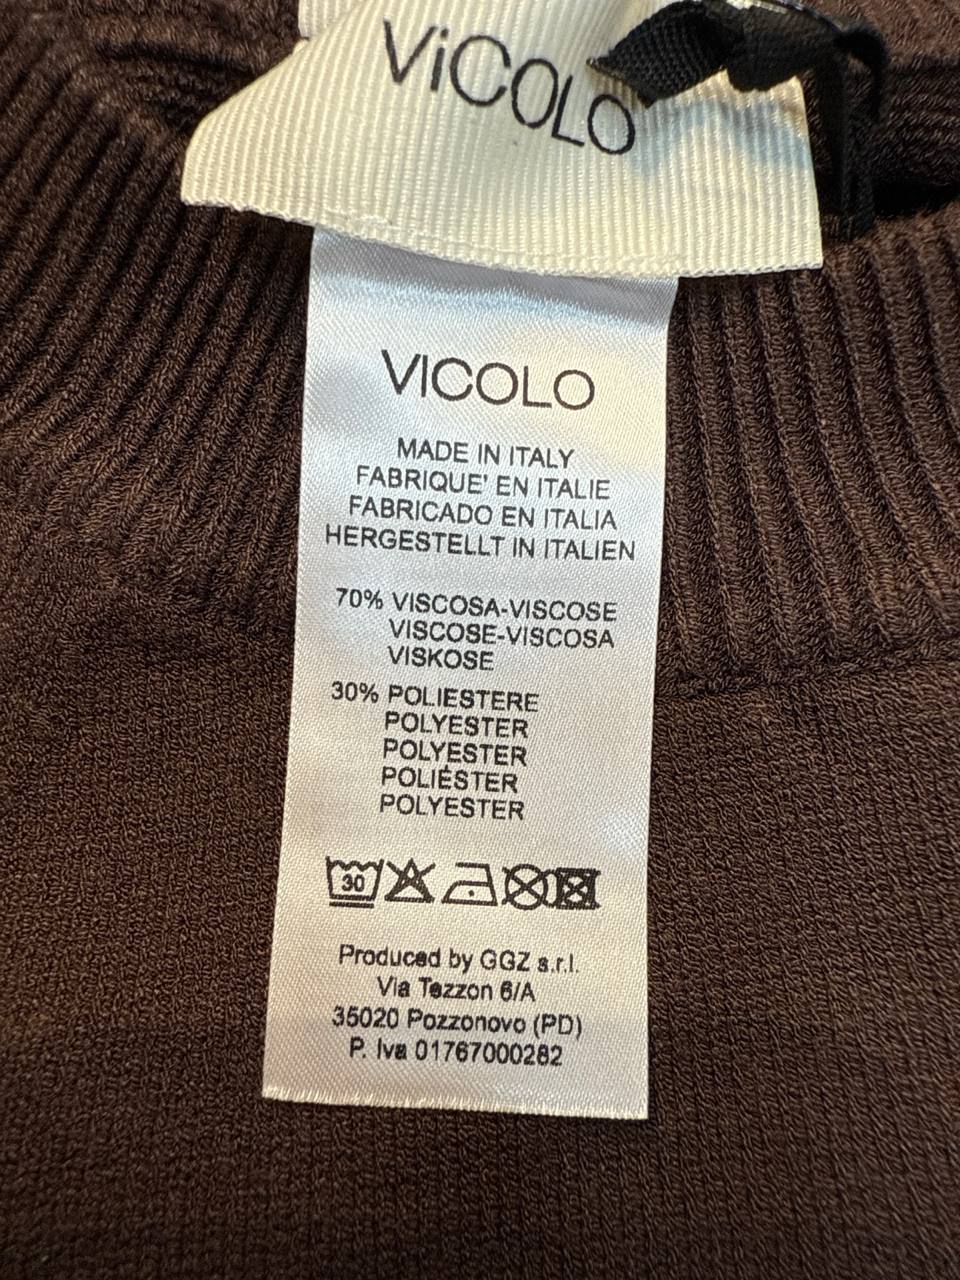 ViCOLO
VICOLO
MADE IN ITALY
FABRIQUE' EN ITALIE
FABRICADO EN ITALIA
HERGESTELLT IN ITALIEN
70% VISCOSA-VISCOSE
VISCOSE-VISCOSA
VISKOSE
30% POLIESTERE
POLYESTER
POLYESTER
POLIÉSTER
POLYESTER
30
Produced by GGZ s.r.l.
Via Tezzon 6/A
35020 Pozzonovo (PD)
P. Iva 01767000282